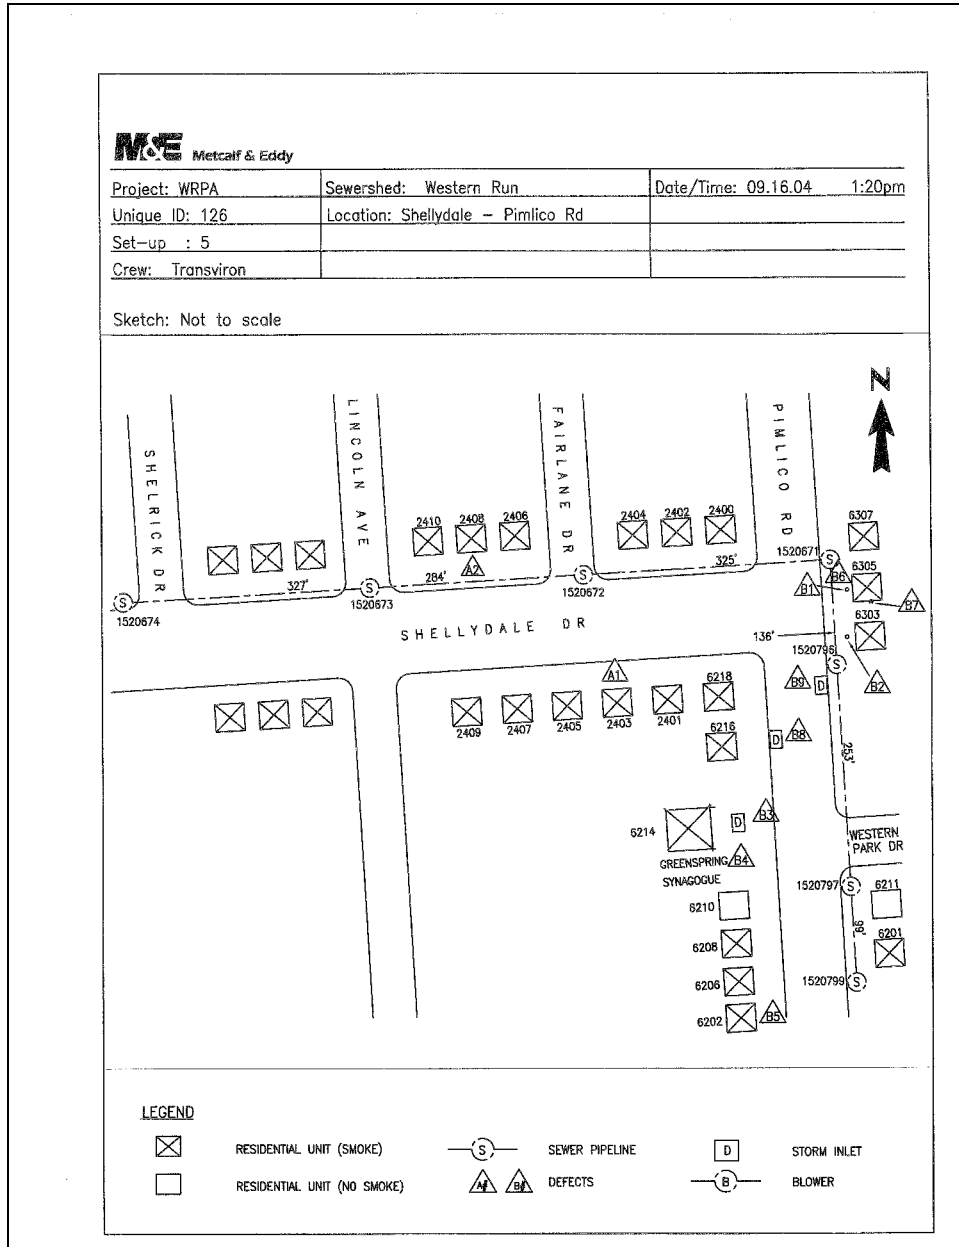 M&E Metcalf & Eddy
Project: WRPA Sewershed: Western Run Date/Time: 09.16.04 1:20pm
Unique ID: 126 Location: Shellydale – Pimlico Rd
Set-up : 5
Crew: Transviron
Sketch: Not to scale
N
SHELRICK DR
LINCOLN AVE
FAIRLANE DR
PIMLICO RD
2410 2408 2406
2404 2402 2400
6307
1520671
6305
A2
327'
284'
325'
B6
B1
B7
1520674
1520673
1520672
6303
SHELLYDALE DR
136'
1520796
A1
6218
B9
D
B2
2409 2407 2405 2403 2401
6216
D
B8
253'
6214
D
B3
WESTERN
PARK DR
GREENSPRING
SYNAGOGUE
B4
1520797
6211
6210
99'
6208
6201
6206
1520799
6202
B5
S
S
S
S
S
S
S
LEGEND
RESIDENTIAL UNIT (SMOKE)
S SEWER PIPELINE
D STORM INLET
RESIDENTIAL UNIT (NO SMOKE)
A# B# DEFECTS
B BLOWER